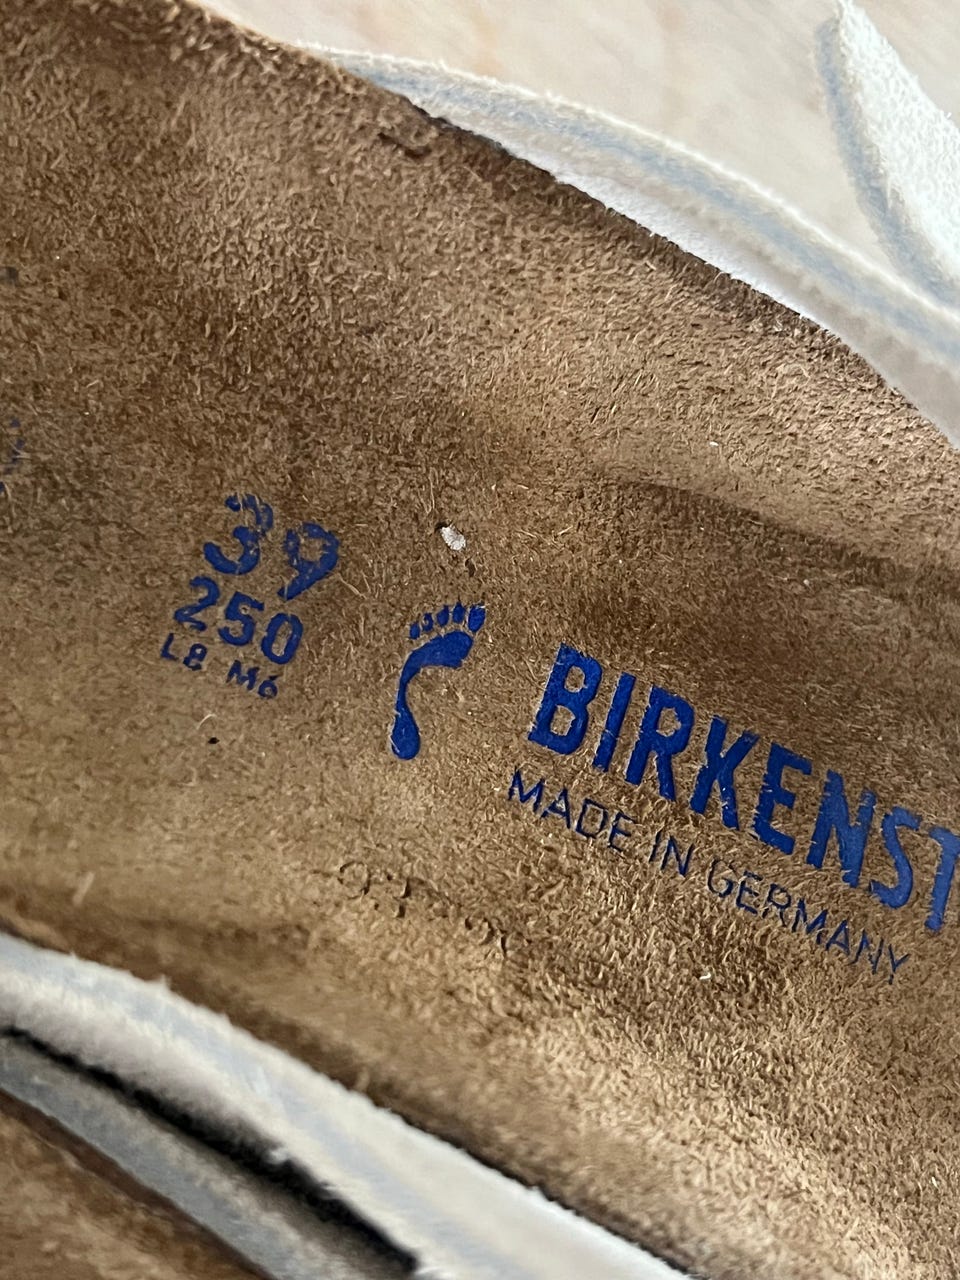 39
250
L8 M6
BIRKENST
MADE IN GERMANY